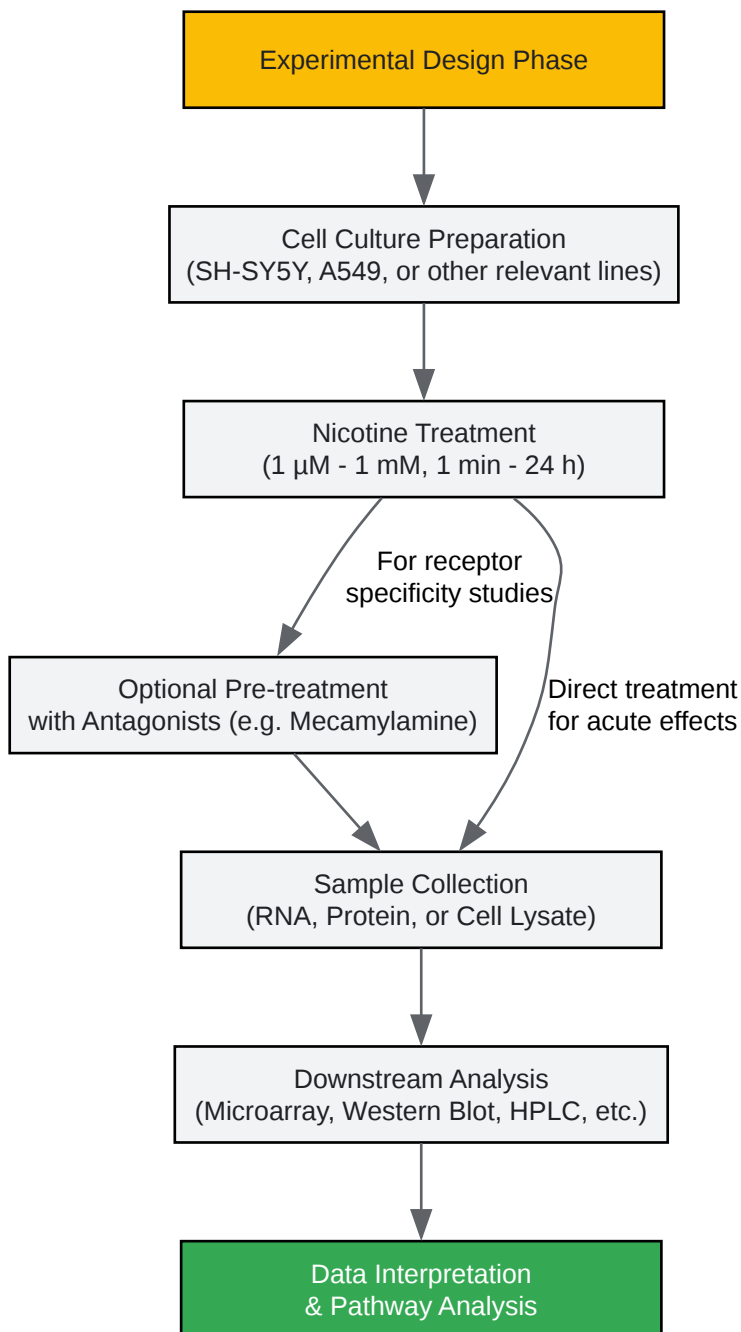 Experimental Design Phase
Cell Culture Preparation
(SH-SY5Y, A549, or other relevant lines)
Nicotine Treatment
(1 µM - 1 mM, 1 min - 24 h)
For receptor
specificity studies
Optional Pre-treatment
with Antagonists (e.g. Mecamylamine)
Direct treatment
for acute effects
Sample Collection
(RNA, Protein, or Cell Lysate)
Downstream Analysis
(Microarray, Western Blot, HPLC, etc.)
Data Interpretation
& Pathway Analysis